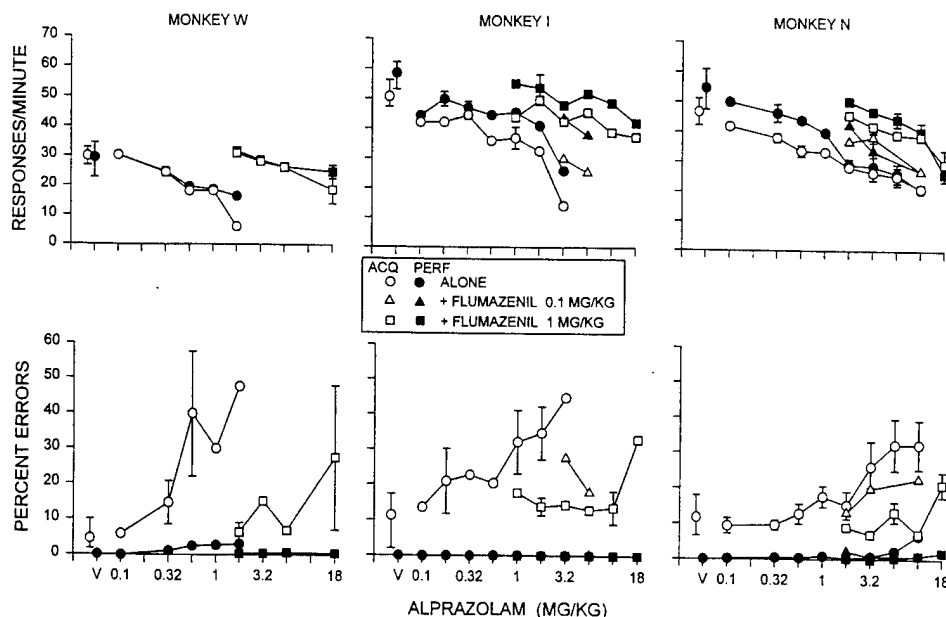 MONKEY W
MONKEY I
MONKEY N
RESPONSES/MINUTE
70
60
50
40
30
20
10
0
ACQ PERF
ALONE
+ FLUMAZENIL 0.1 MG/KG
+ FLUMAZENIL 1 MG/KG
PERCENT ERRORS
60
50
40
30
20
10
0
V 0.1 0.32 1 3.2 18
V 0.1 0.32 1 3.2 18
V 0.1 0.32 1 3.2 18
ALPRAZOLAM (MG/KG)